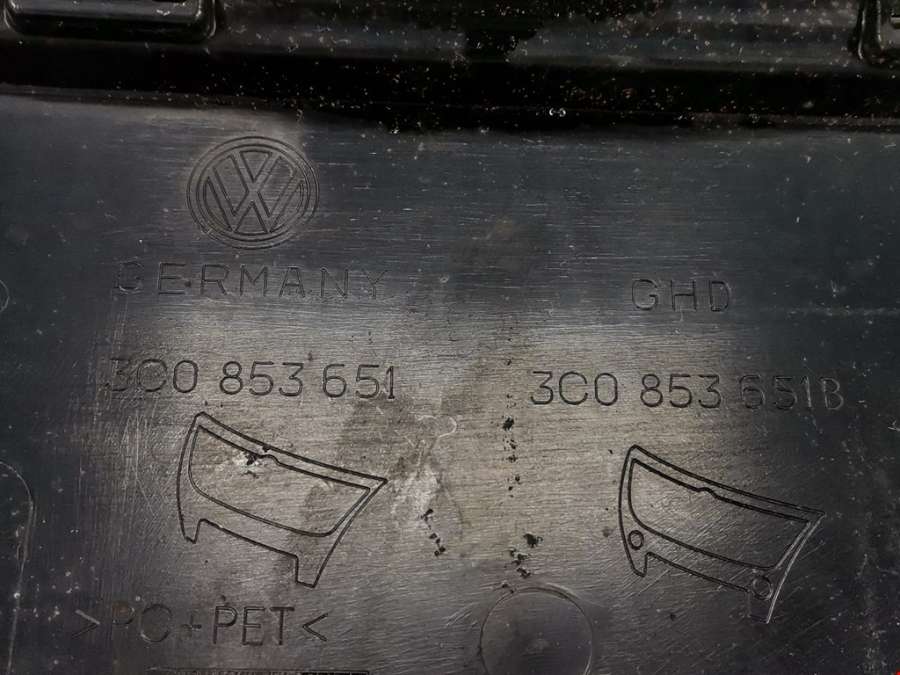 GERMANY
GHD
3C0 853 651
3C0 853 651B
>PC+PET<